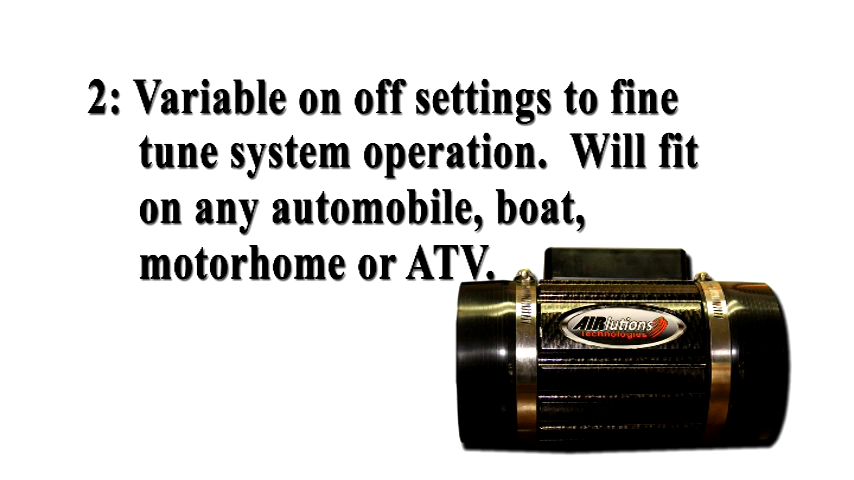 2: Variable on off settings to fine
tune system operation.  Will fit
on any automobile, boat,
motorhome or ATV.
AIRlutions
technologies